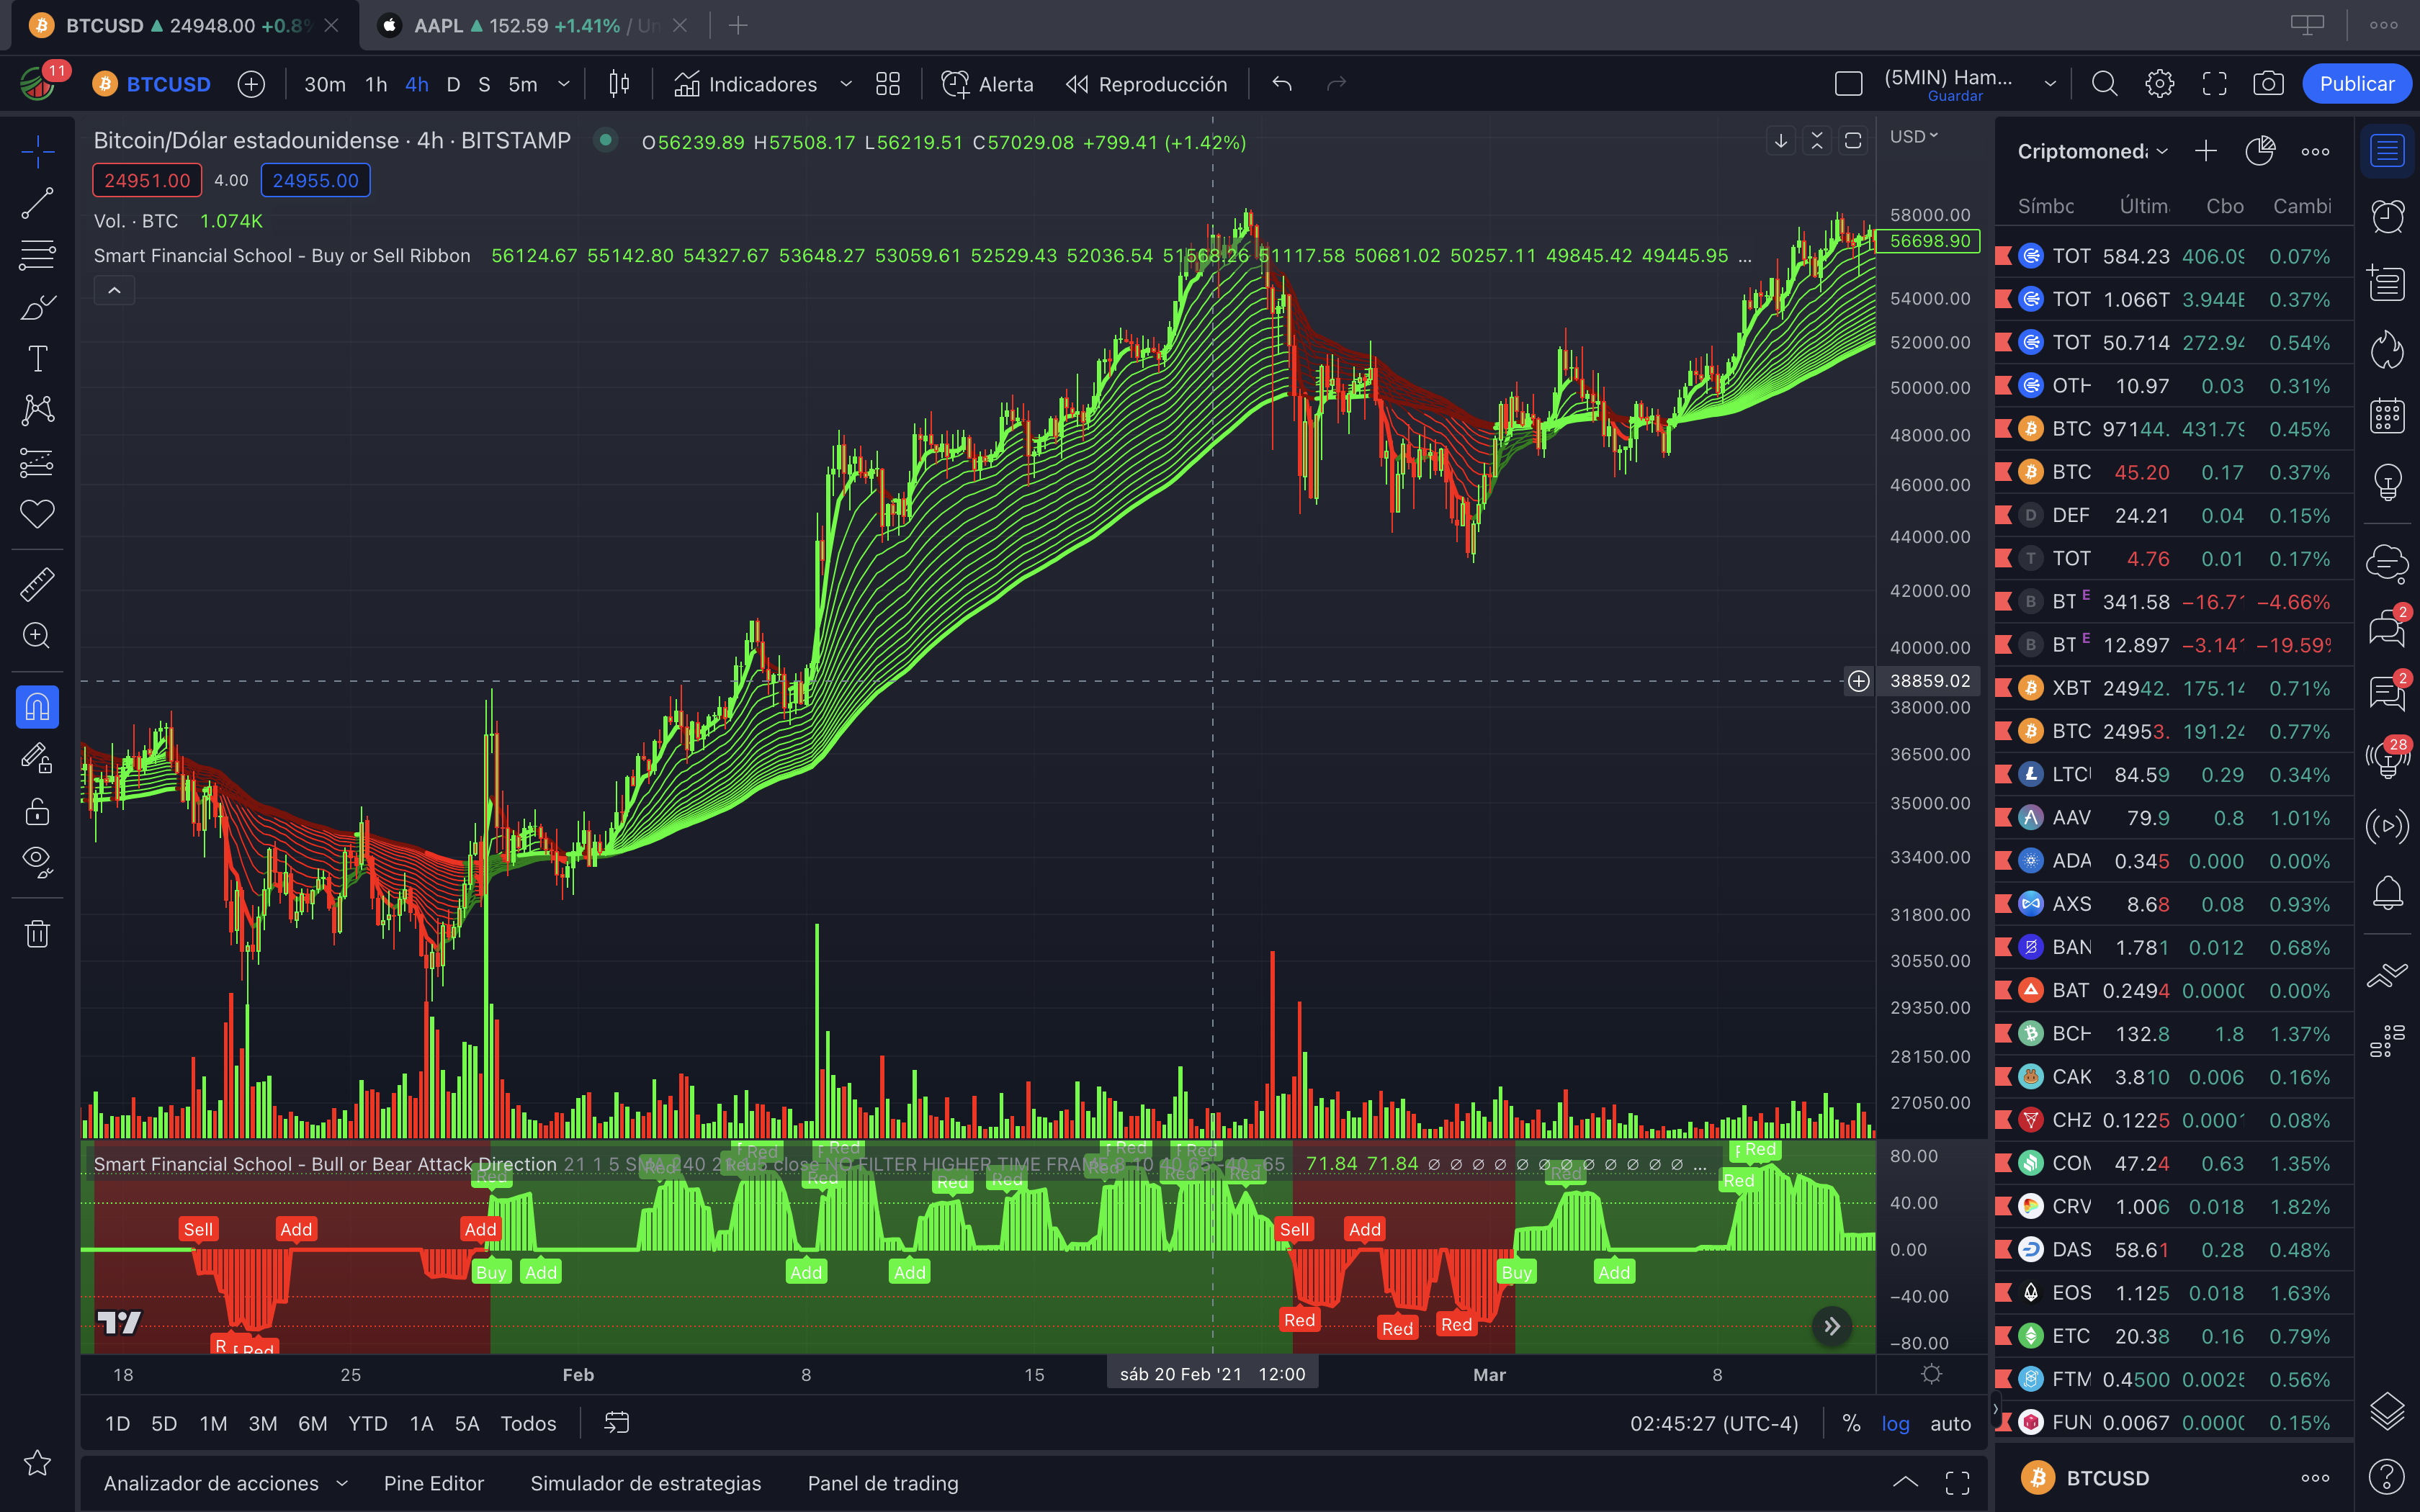 BTCUSD ▲ 24948.00 +0.8% AAPL ▲ 152.59 +1.41% / Un
11 BTCUSD 30m 1h 4h D S 5m Indicadores Alerta Reproducción (5MIN) Ham... Guardar Publicar
Bitcoin/Dólar estadounidense · 4h · BITSTAMP O56239.89 H57508.17 L56219.51 C57029.08 +799.41 (+1.42%)
24951.00 4.00 24955.00
Vol. · BTC 1.074K
Smart Financial School - Buy or Sell Ribbon 56124.67 55142.80 54327.67 53648.27 53059.61 52529.43 52036.54 51568.26 51117.58 50681.02 50257.11 49845.42 49445.95 ...
USD
58000.00
56698.90
54000.00
52000.00
50000.00
48000.00
46000.00
44000.00
42000.00
40000.00
38859.02
38000.00
36500.00
35000.00
33400.00
31800.00
30550.00
29350.00
28150.00
27050.00
Smart Financial School - Bull or Bear Attack Direction 21 1 5 SMA 240 close NO FILTER HIGHER TIME FRAME 71.84 71.84 ∅ ∅ ∅ ∅ ∅ ∅ ∅ ∅ ∅ ∅ ∅ ∅ ...
Red Red Red Red Red Red Red Red Red Red Red Red Red Red Red
Sell Add Add Sell Add
Buy Add Add Add Buy Add
Red Red Red Red
80.00
40.00
0.00
−40.00
−80.00
18 25 Feb 8 15 sáb 20 Feb '21 12:00 Mar 8
1D 5D 1M 3M 6M YTD 1A 5A Todos 02:45:27 (UTC-4) % log auto
Analizador de acciones Pine Editor Simulador de estrategias Panel de trading
Criptomoneda
Símbo Últim Cbo Cambi
TOT 584.23 406.09 0.07%
TOT 1.066T 3.944B 0.37%
TOT 50.714 272.94 0.54%
OTH 10.97 0.03 0.31%
BTC 97144. 431.79 0.45%
BTC 45.20 0.17 0.37%
DEF 24.21 0.04 0.15%
TOT 4.76 0.01 0.17%
BT E 341.58 −16.71 −4.66%
BT E 12.897 −3.141 −19.59%
XBT 24942. 175.14 0.71%
BTC 24953. 191.24 0.77%
LTCU 84.59 0.29 0.34%
AAV 79.9 0.8 1.01%
ADA 0.345 0.000 0.00%
AXS 8.68 0.08 0.93%
BAN 1.781 0.012 0.68%
BAT 0.2494 0.0000 0.00%
BCH 132.8 1.8 1.37%
CAK 3.810 0.006 0.16%
CHZ 0.1225 0.0001 0.08%
COM 47.24 0.63 1.35%
CRV 1.006 0.018 1.82%
DAS 58.61 0.28 0.48%
EOS 1.125 0.018 1.63%
ETC 20.38 0.16 0.79%
FTM 0.4500 0.0025 0.56%
FUN 0.0067 0.0000 0.15%
BTCUSD
2
2
28